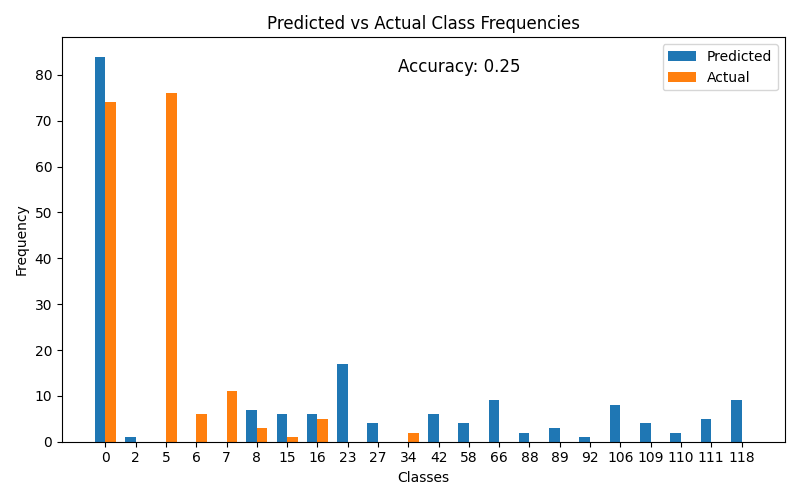 Predicted vs Actual Class Frequencies
Accuracy: 0.25
Predicted
Actual
Frequency
80
70
60
50
40
30
20
10
0
0 2 5 6 7 8 15 16 23 27 34 42 58 66 88 89 92 106 109 110 111 118
Classes